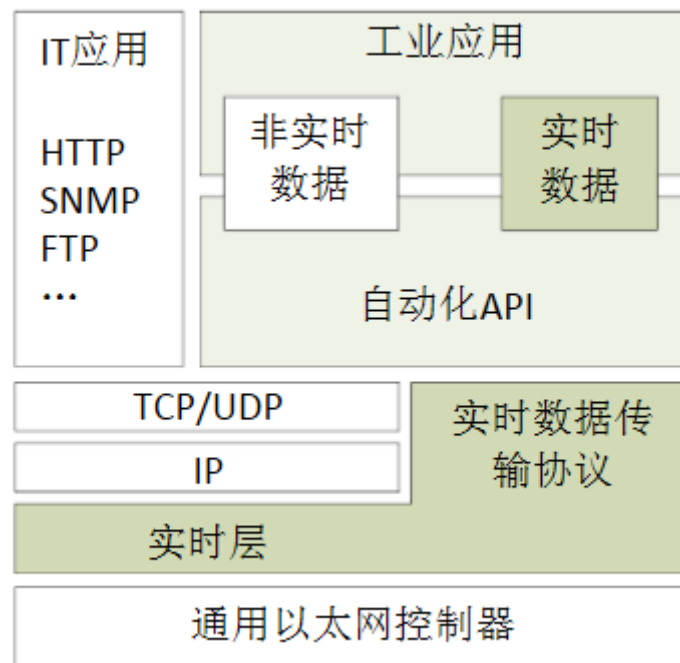 IT应用
HTTP
SNMP
FTP
...
工业应用
非实时
数据
实时
数据
自动化API
TCP/UDP
IP
实时数据传
输协议
实时层
通用以太网控制器